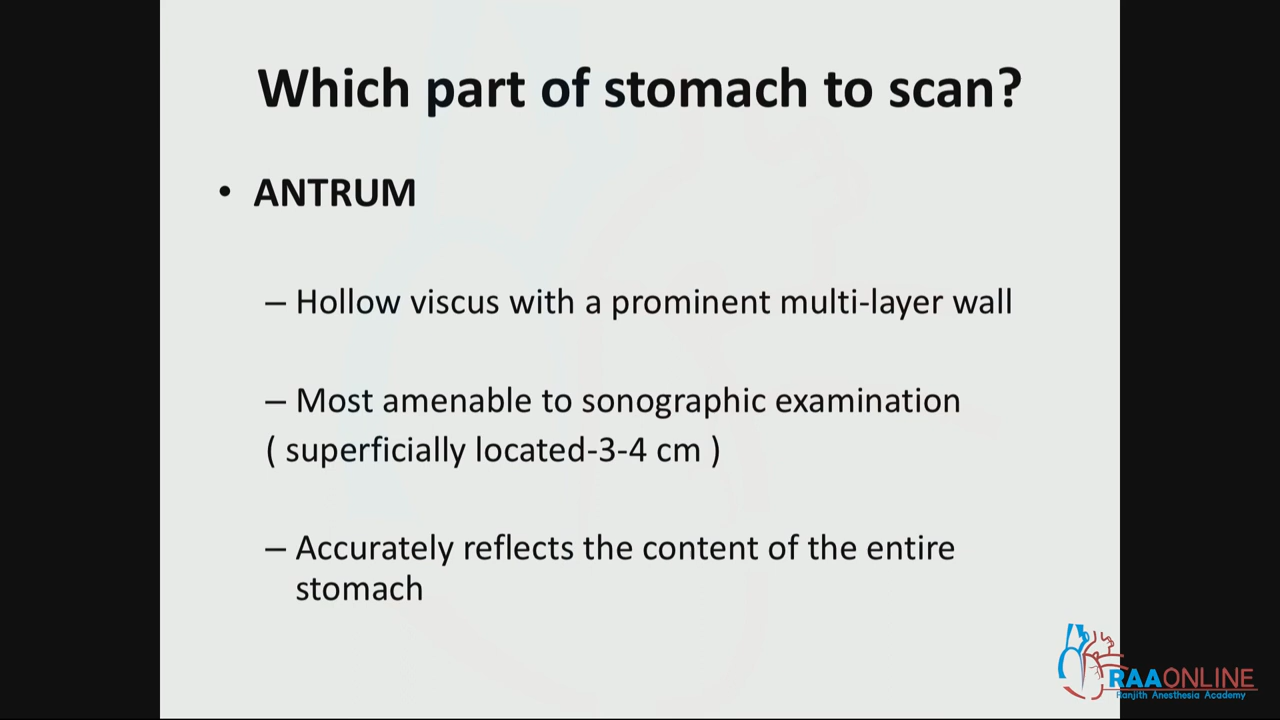 Which part of stomach to scan?
• ANTRUM
– Hollow viscus with a prominent multi-layer wall
– Most amenable to sonographic examination
( superficially located-3-4 cm )
– Accurately reflects the content of the entire
stomach
RAAONLINE
Ranjith Anesthesia Academy